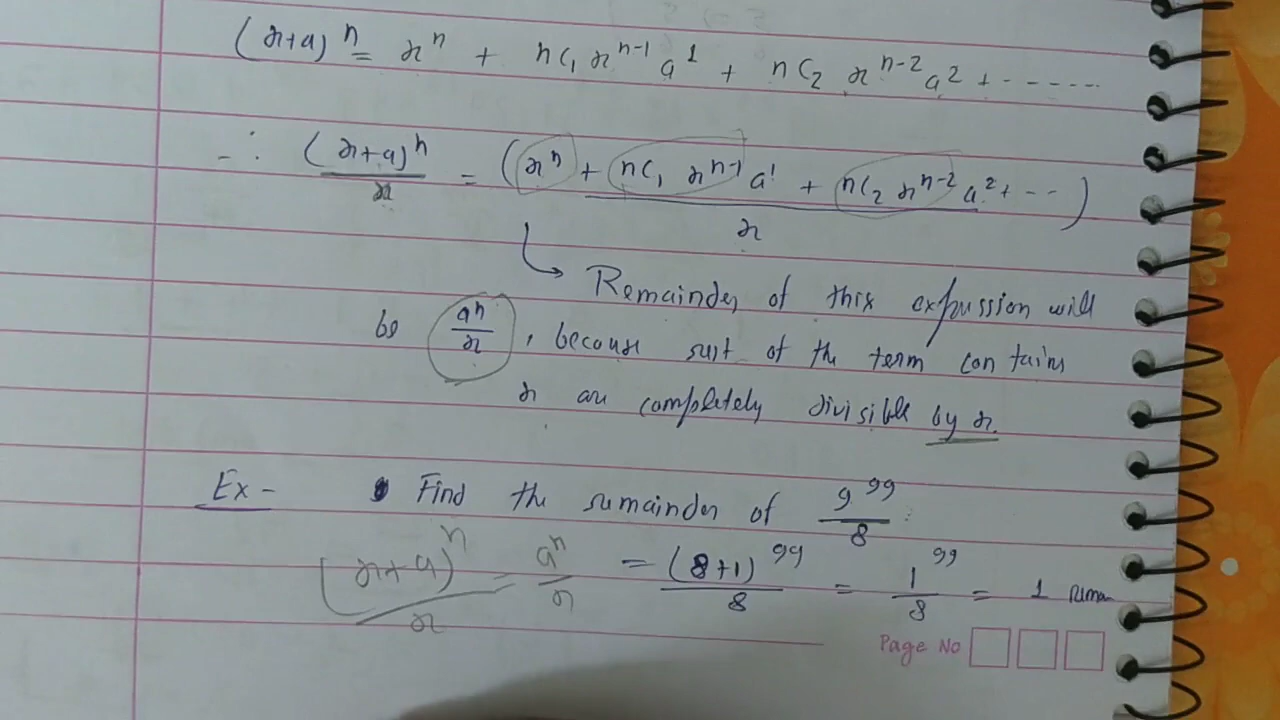 (x+a)^n = x^n + nC₁ x^{n-1} a^1 + nC₂ x^{n-2} a^2 + ------
∴ (x+a)^n / x = (x^n + nC₁ x^{n-1} a^1 + nC₂ x^{n-2} a^2 + --) / x
↳ Remainder of this expression will
be a^n / x , because rest of the term contains
x are completely divisible by x.
Ex - Find the remainder of 9^99 / 8 :
(x+a)^n / x = a^n / x = (8+1)^99 / 8 = 1^99 / 8 = 1 remain
Page No